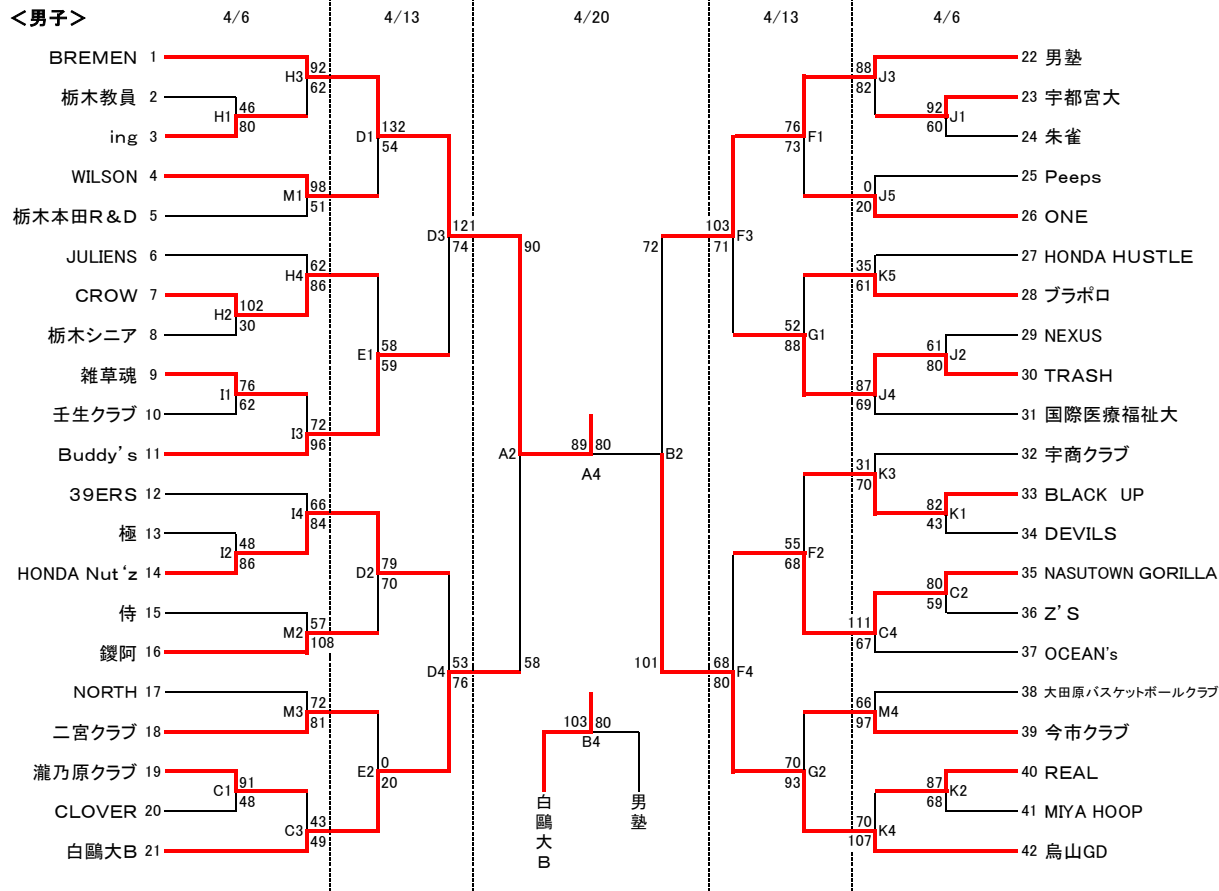 ＜男子＞ 4/6 4/13 4/20 4/13 4/6
BREMEN 1
栃木教員 2
ing 3
WILSON 4
栃木本田R＆D 5
JULIENS 6
CROW 7
栃木シニア 8
雑草魂 9
壬生クラブ 10
Buddy’s 11
39ERS 12
極 13
HONDA Nut‘z 14
侍 15
鑁阿 16
NORTH 17
二宮クラブ 18
瀧乃原クラブ 19
CLOVER 20
白鷗大B 21
H1 46 80
H2 102 30
I1 76 62
I2 48 86
C1 91 48
H3 92 62
M1 98 51
H4 62 86
I3 72 96
I4 66 84
M2 57 108
M3 72 81
C3 43 49
D1 132 54
E1 58 59
D2 79 70
E2 0 20
D3 121 74
D4 53 76
A2 90 58
89 80
A4
103 80
B4
白鷗大B
男塾
72 B2 101
103 F3 71
68 F4 80
76 F1 73
52 G1 88
55 F2 68
70 G2 93
88 J3 82
0 J5 20
35 K5 61
87 J4 69
31 K3 70
111 C4 67
66 M4 97
70 K4 107
92 J1 60
61 J2 80
82 K1 43
80 C2 59
87 K2 68
22 男塾
23 宇都宮大
24 朱雀
25 Peeps
26 ONE
27 HONDA HUSTLE
28 ブラポロ
29 NEXUS
30 TRASH
31 国際医療福祉大
32 宇商クラブ
33 BLACK UP
34 DEVILS
35 NASUTOWN GORILLA
36 Z’S
37 OCEAN's
38 大田原バスケットボールクラブ
39 今市クラブ
40 REAL
41 MIYA HOOP
42 烏山GD